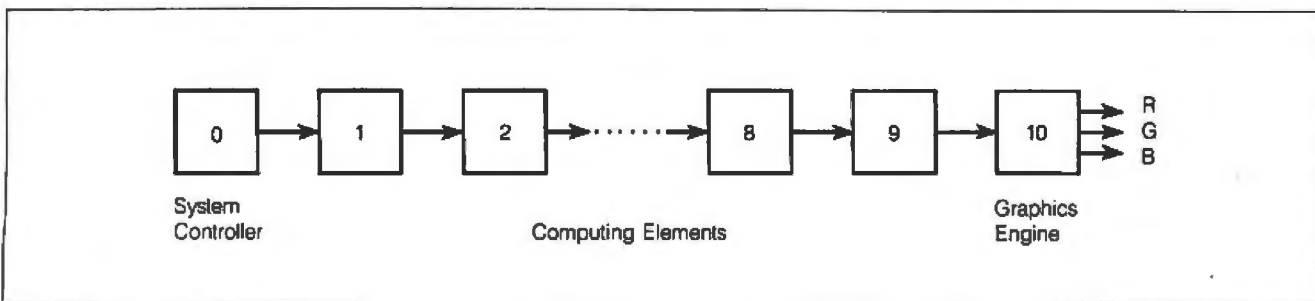 0 1 2 8 9 10
R
G
B
System
Controller
Computing Elements
Graphics
Engine